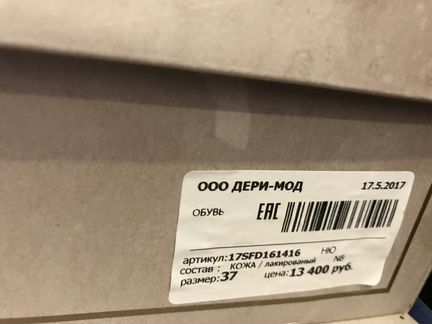 ООО ДЕРИ-МОД 17.5.2017
ОБУВЬ EAC
артикул:17SFD161416 НЮ
состав : КОЖА / лакированый N8
размер:37 цена:13 400 руб.